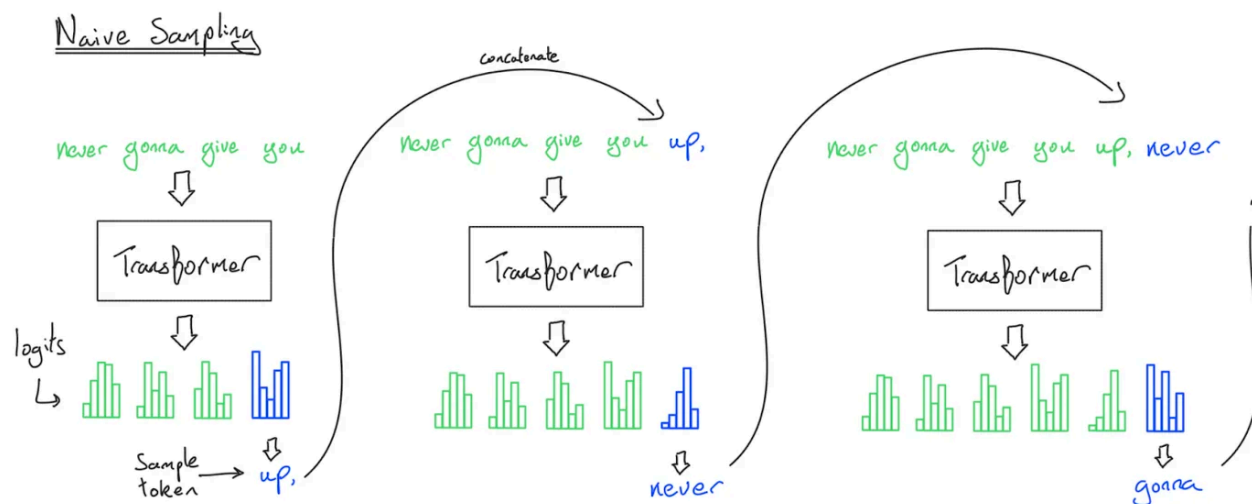 Naive Sampling
concatenate
never gonna give you
never gonna give you up,
never gonna give you up, never
Transformer
Transformer
Transformer
logits
Sample
token
up,
never
gonna